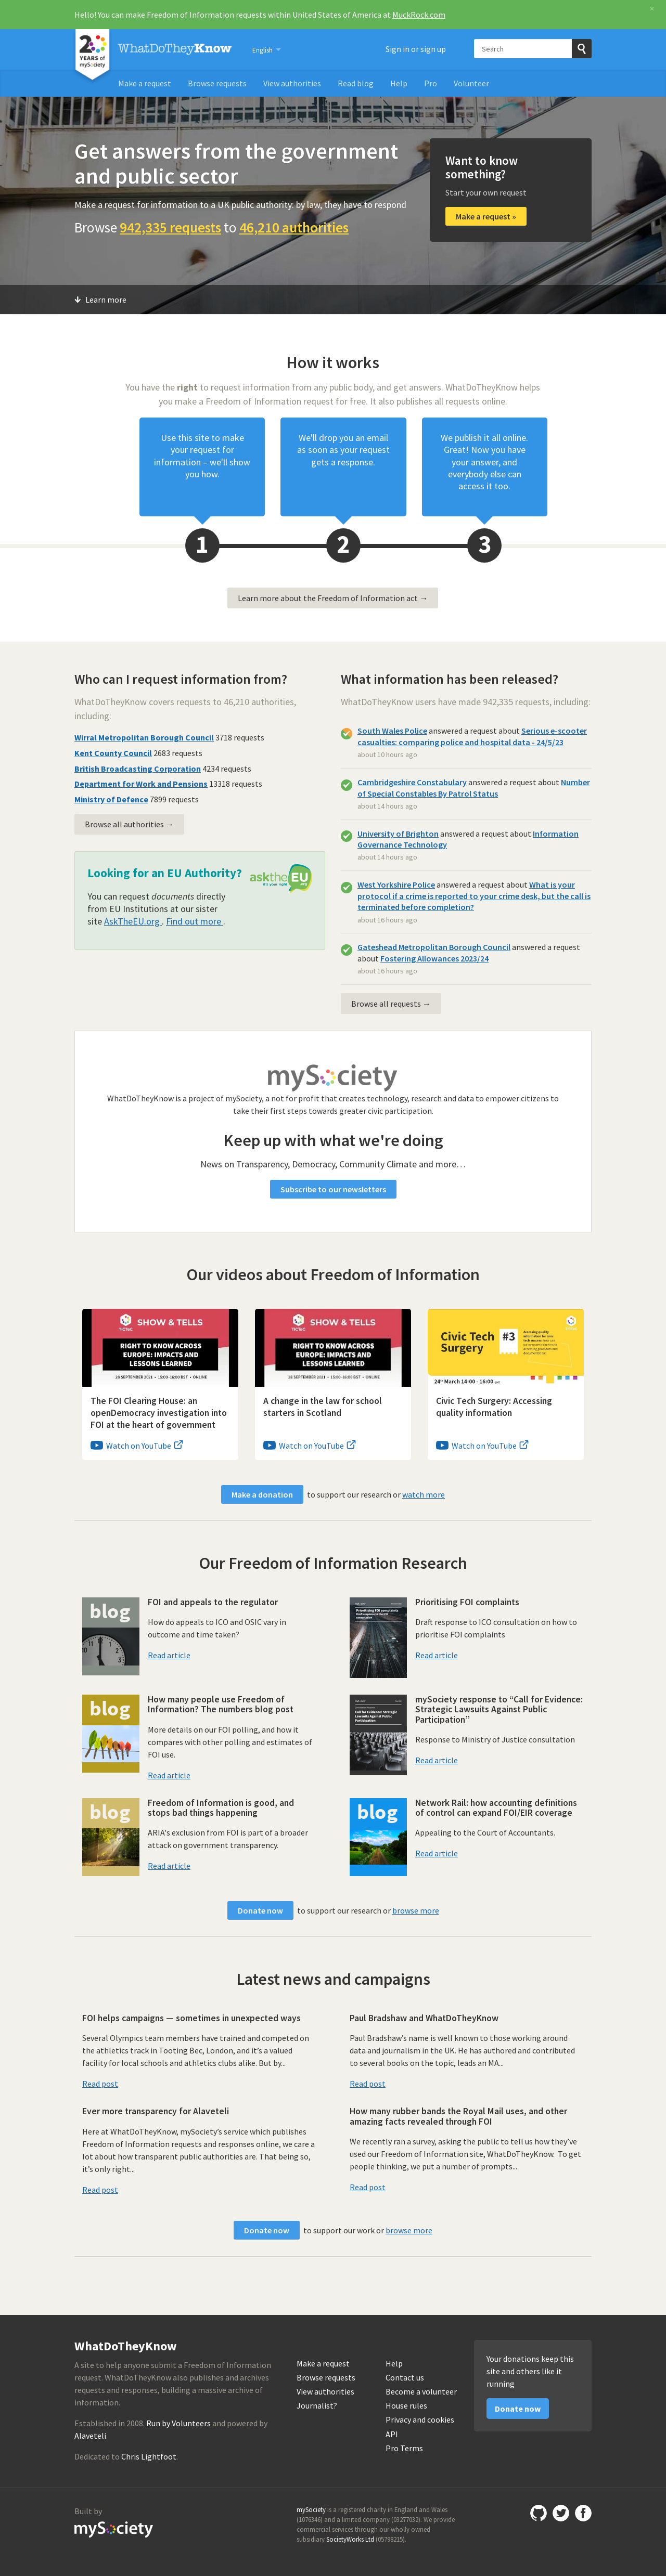 Hello! You can make Freedom of Information requests within United States of America at MuckRock.com
×
20
YEARS of
mySociety
WhatDoTheyKnow
English
Sign in or sign up
Search
Make a request
Browse requests
View authorities
Read blog
Help
Pro
Volunteer
Get answers from the government
and public sector
Make a request for information to a UK public authority: by law, they have to respond
Browse 942,335 requests to 46,210 authorities
Want to know
something?
Start your own request
Make a request »
Learn more
How it works
You have the right to request information from any public body, and get answers. WhatDoTheyKnow helps
you make a Freedom of Information request for free. It also publishes all requests online.
Use this site to make
your request for
information – we'll show
you how.
We'll drop you an email
as soon as your request
gets a response.
We publish it all online.
Great! Now you have
your answer, and
everybody else can
access it too.
1
2
3
Learn more about the Freedom of Information act →
Who can I request information from?
WhatDoTheyKnow covers requests to 46,210 authorities,
including:
Wirral Metropolitan Borough Council 3718 requests
Kent County Council 2683 requests
British Broadcasting Corporation 4234 requests
Department for Work and Pensions 13318 requests
Ministry of Defence 7899 requests
Browse all authorities →
Looking for an EU Authority?
asktheEU
it's your right
You can request documents directly
from EU Institutions at our sister
site AskTheEU.org . Find out more .
What information has been released?
WhatDoTheyKnow users have made 942,335 requests, including:
South Wales Police answered a request about Serious e-scooter
casualties: comparing police and hospital data - 24/5/23
about 10 hours ago
Cambridgeshire Constabulary answered a request about Number
of Special Constables By Patrol Status
about 14 hours ago
University of Brighton answered a request about Information
Governance Technology
about 14 hours ago
West Yorkshire Police answered a request about What is your
protocol if a crime is reported to your crime desk, but the call is
terminated before completion?
about 16 hours ago
Gateshead Metropolitan Borough Council answered a request
about Fostering Allowances 2023/24
about 16 hours ago
Browse all requests →
mySociety
WhatDoTheyKnow is a project of mySociety, a not for profit that creates technology, research and data to empower citizens to
take their first steps towards greater civic participation.
Keep up with what we're doing
News on Transparency, Democracy, Community Climate and more…
Subscribe to our newsletters
Our videos about Freedom of Information
TICTeC
SHOW & TELLS
RIGHT TO KNOW ACROSS
EUROPE: IMPACTS AND
LESSONS LEARNED
The FOI Clearing House: an
openDemocracy investigation into
FOI at the heart of government
Watch on YouTube
TICTeC
SHOW & TELLS
RIGHT TO KNOW ACROSS
EUROPE: IMPACTS AND
LESSONS LEARNED
A change in the law for school
starters in Scotland
Watch on YouTube
Civic Tech
Surgery
#3
24th March 14:00 - 16:00
Civic Tech Surgery: Accessing
quality information
Watch on YouTube
Make a donation to support our research or watch more
Our Freedom of Information Research
blog
FOI and appeals to the regulator
How do appeals to ICO and OSIC vary in
outcome and time taken?
Read article
Prioritising FOI complaints
Draft response to ICO consultation on how to
prioritise FOI complaints
Read article
blog
How many people use Freedom of
Information? The numbers blog post
More details on our FOI polling, and how it
compares with other polling and estimates of
FOI use.
Read article
mySociety response to “Call for Evidence:
Strategic Lawsuits Against Public
Participation”
Response to Ministry of Justice consultation
Read article
blog
Freedom of Information is good, and
stops bad things happening
ARIA's exclusion from FOI is part of a broader
attack on government transparency.
Read article
blog
Network Rail: how accounting definitions
of control can expand FOI/EIR coverage
Appealing to the Court of Accountants.
Read article
Donate now to support our research or browse more
Latest news and campaigns
FOI helps campaigns — sometimes in unexpected ways
Several Olympics team members have trained and competed on
the athletics track in Tooting Bec, London, and it’s a valued
facility for local schools and athletics clubs alike. But by...
Read post
Paul Bradshaw and WhatDoTheyKnow
Paul Bradshaw’s name is well known to those working around
data and journalism in the UK. He has authored and contributed
to several books on the topic, leads an MA...
Read post
Ever more transparency for Alaveteli
Here at WhatDoTheyKnow, mySociety’s service which publishes
Freedom of Information requests and responses online, we care a
lot about how transparent public authorities are. That being so,
it’s only right...
Read post
How many rubber bands the Royal Mail uses, and other
amazing facts revealed through FOI
We recently ran a survey, asking the public to tell us how they’ve
used our Freedom of Information site, WhatDoTheyKnow. To get
people thinking, we put a number of prompts...
Read post
Donate now to support our work or browse more
WhatDoTheyKnow
A site to help anyone submit a Freedom of Information
request. WhatDoTheyKnow also publishes and archives
requests and responses, building a massive archive of
information.
Established in 2008. Run by Volunteers and powered by
Alaveteli.
Dedicated to Chris Lightfoot.
Make a request
Browse requests
View authorities
Journalist?
Help
Contact us
Become a volunteer
House rules
Privacy and cookies
API
Pro Terms
Your donations keep this
site and others like it
running
Donate now
Built by
mySociety
mySociety is a registered charity in England and Wales
(1076346) and a limited company (03277032). We provide
commercial services through our wholly owned
subsidiary SocietyWorks Ltd (05798215).